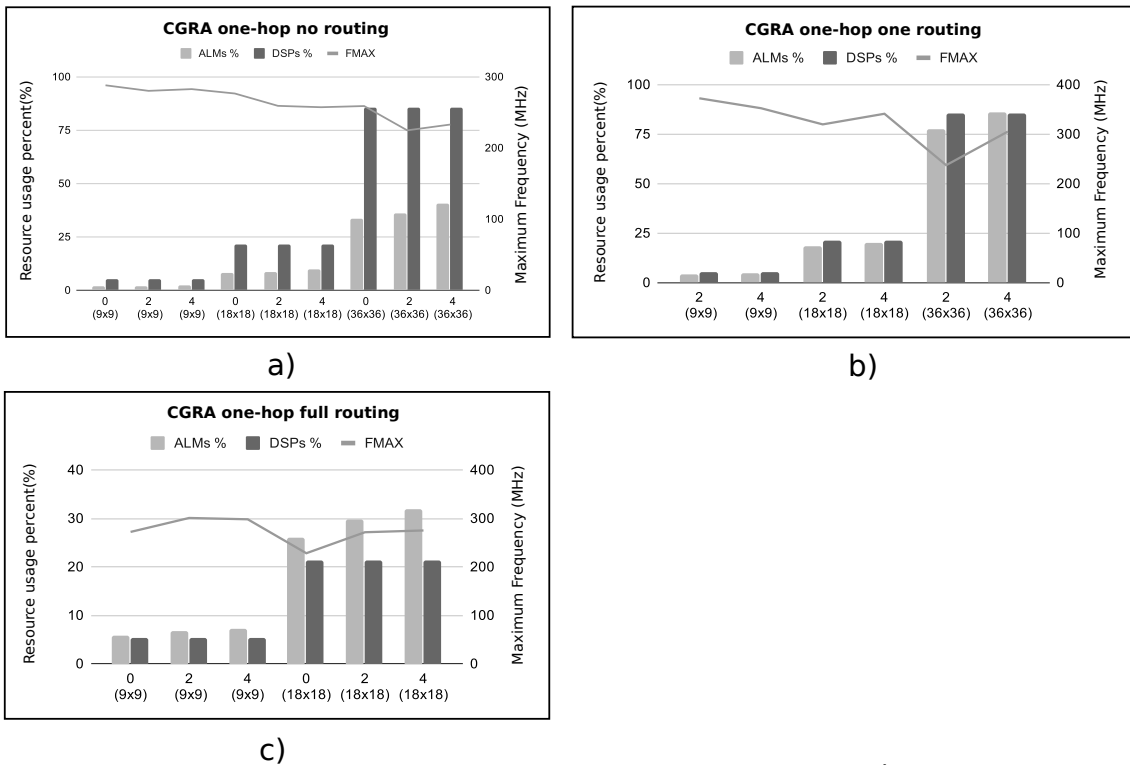 CGRA one-hop no routing
ALMs % DSPs % FMAX
Resource usage percent(%)
100
75
50
25
0
300
200
100
0
Maximum Frequency (MHz)
0 2 4 0 2 4 0 2 4
(9x9) (9x9) (9x9) (18x18) (18x18) (18x18) (36x36) (36x36) (36x36)
a)
CGRA one-hop one routing
ALMs % DSPs % FMAX
Resource usage percent(%)
100
75
50
25
0
400
300
200
100
0
Maximum Frequency (MHz)
2 4 2 4 2 4
(9x9) (9x9) (18x18) (18x18) (36x36) (36x36)
b)
CGRA one-hop full routing
ALMs % DSPs % FMAX
Resource usage percent(%)
40
30
20
10
0
400
300
200
100
0
Maximum Frequency (MHz)
0 2 4 0 2 4
(9x9) (9x9) (9x9) (18x18) (18x18) (18x18)
c)